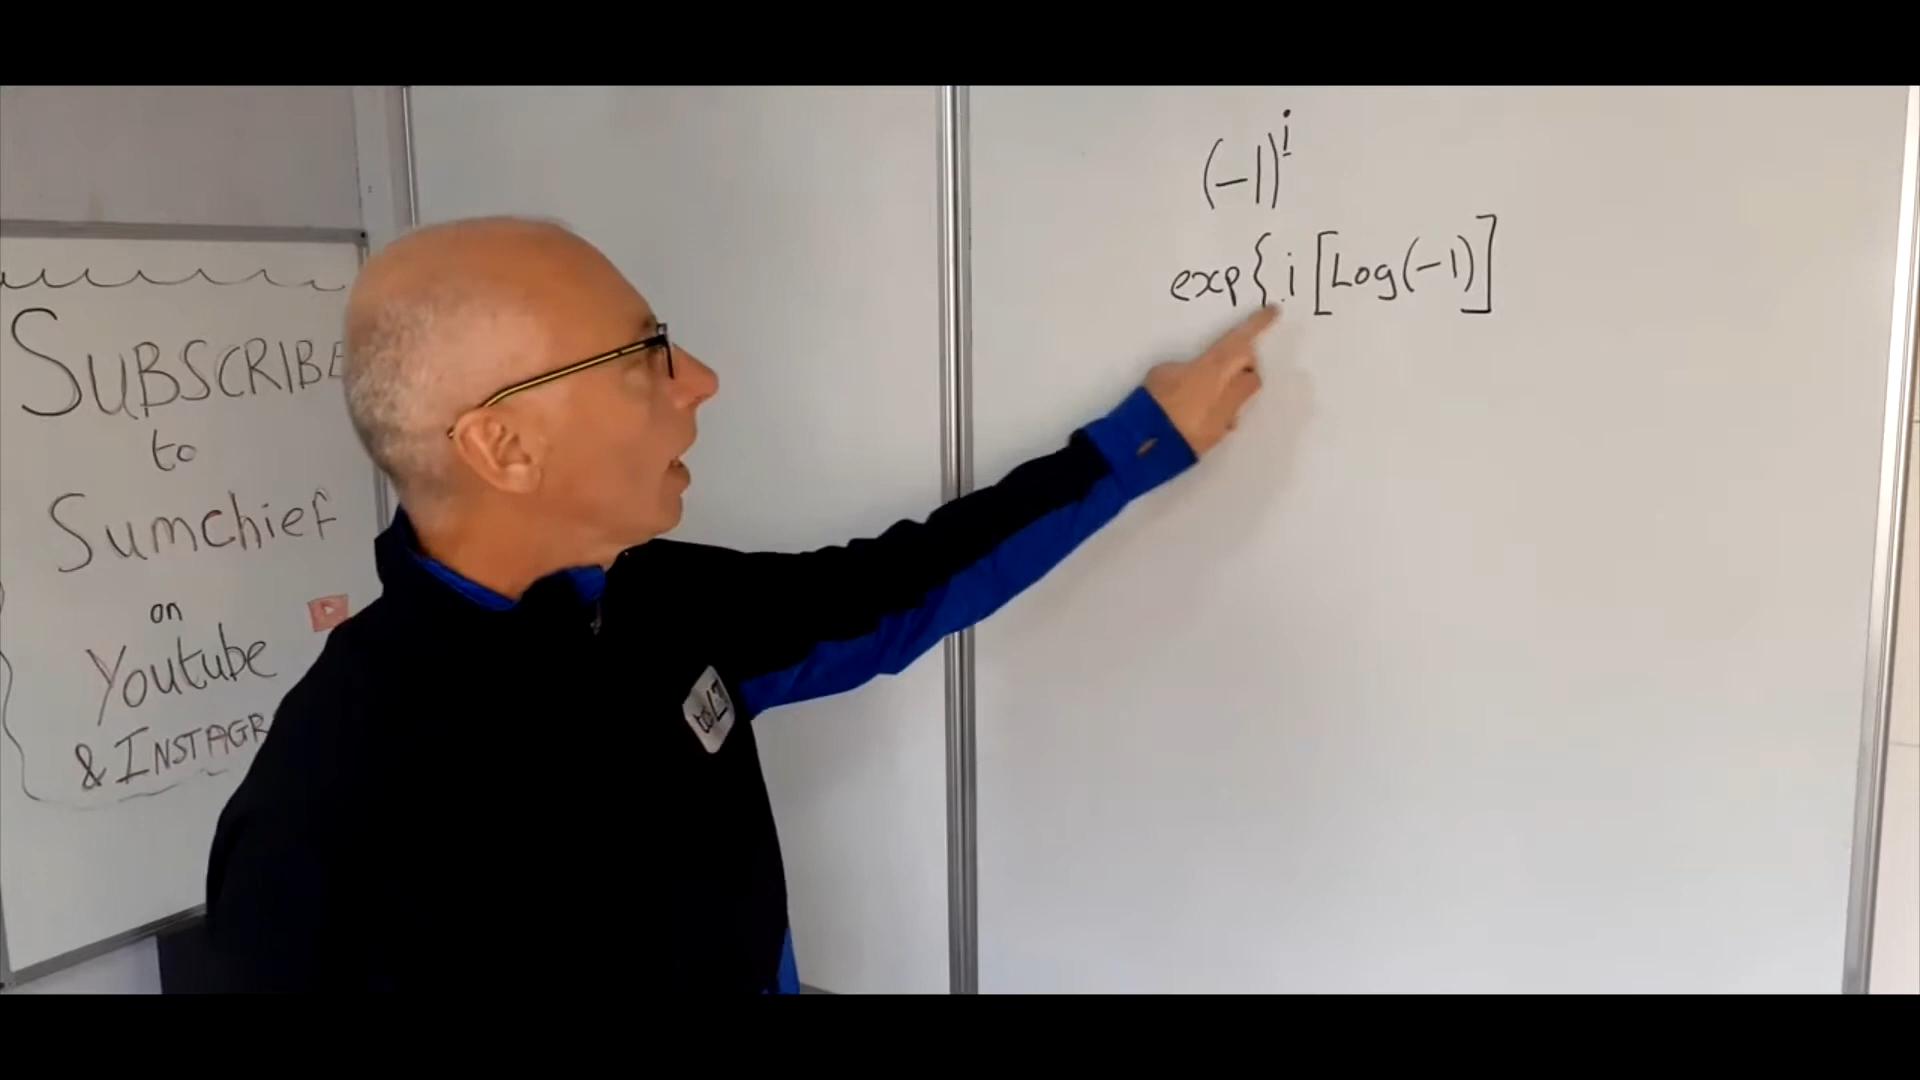 SUBSCRIBE
to
Sumchief
on
Youtube
& INSTAGR
(-1)^i
exp{i[Log(-1)]